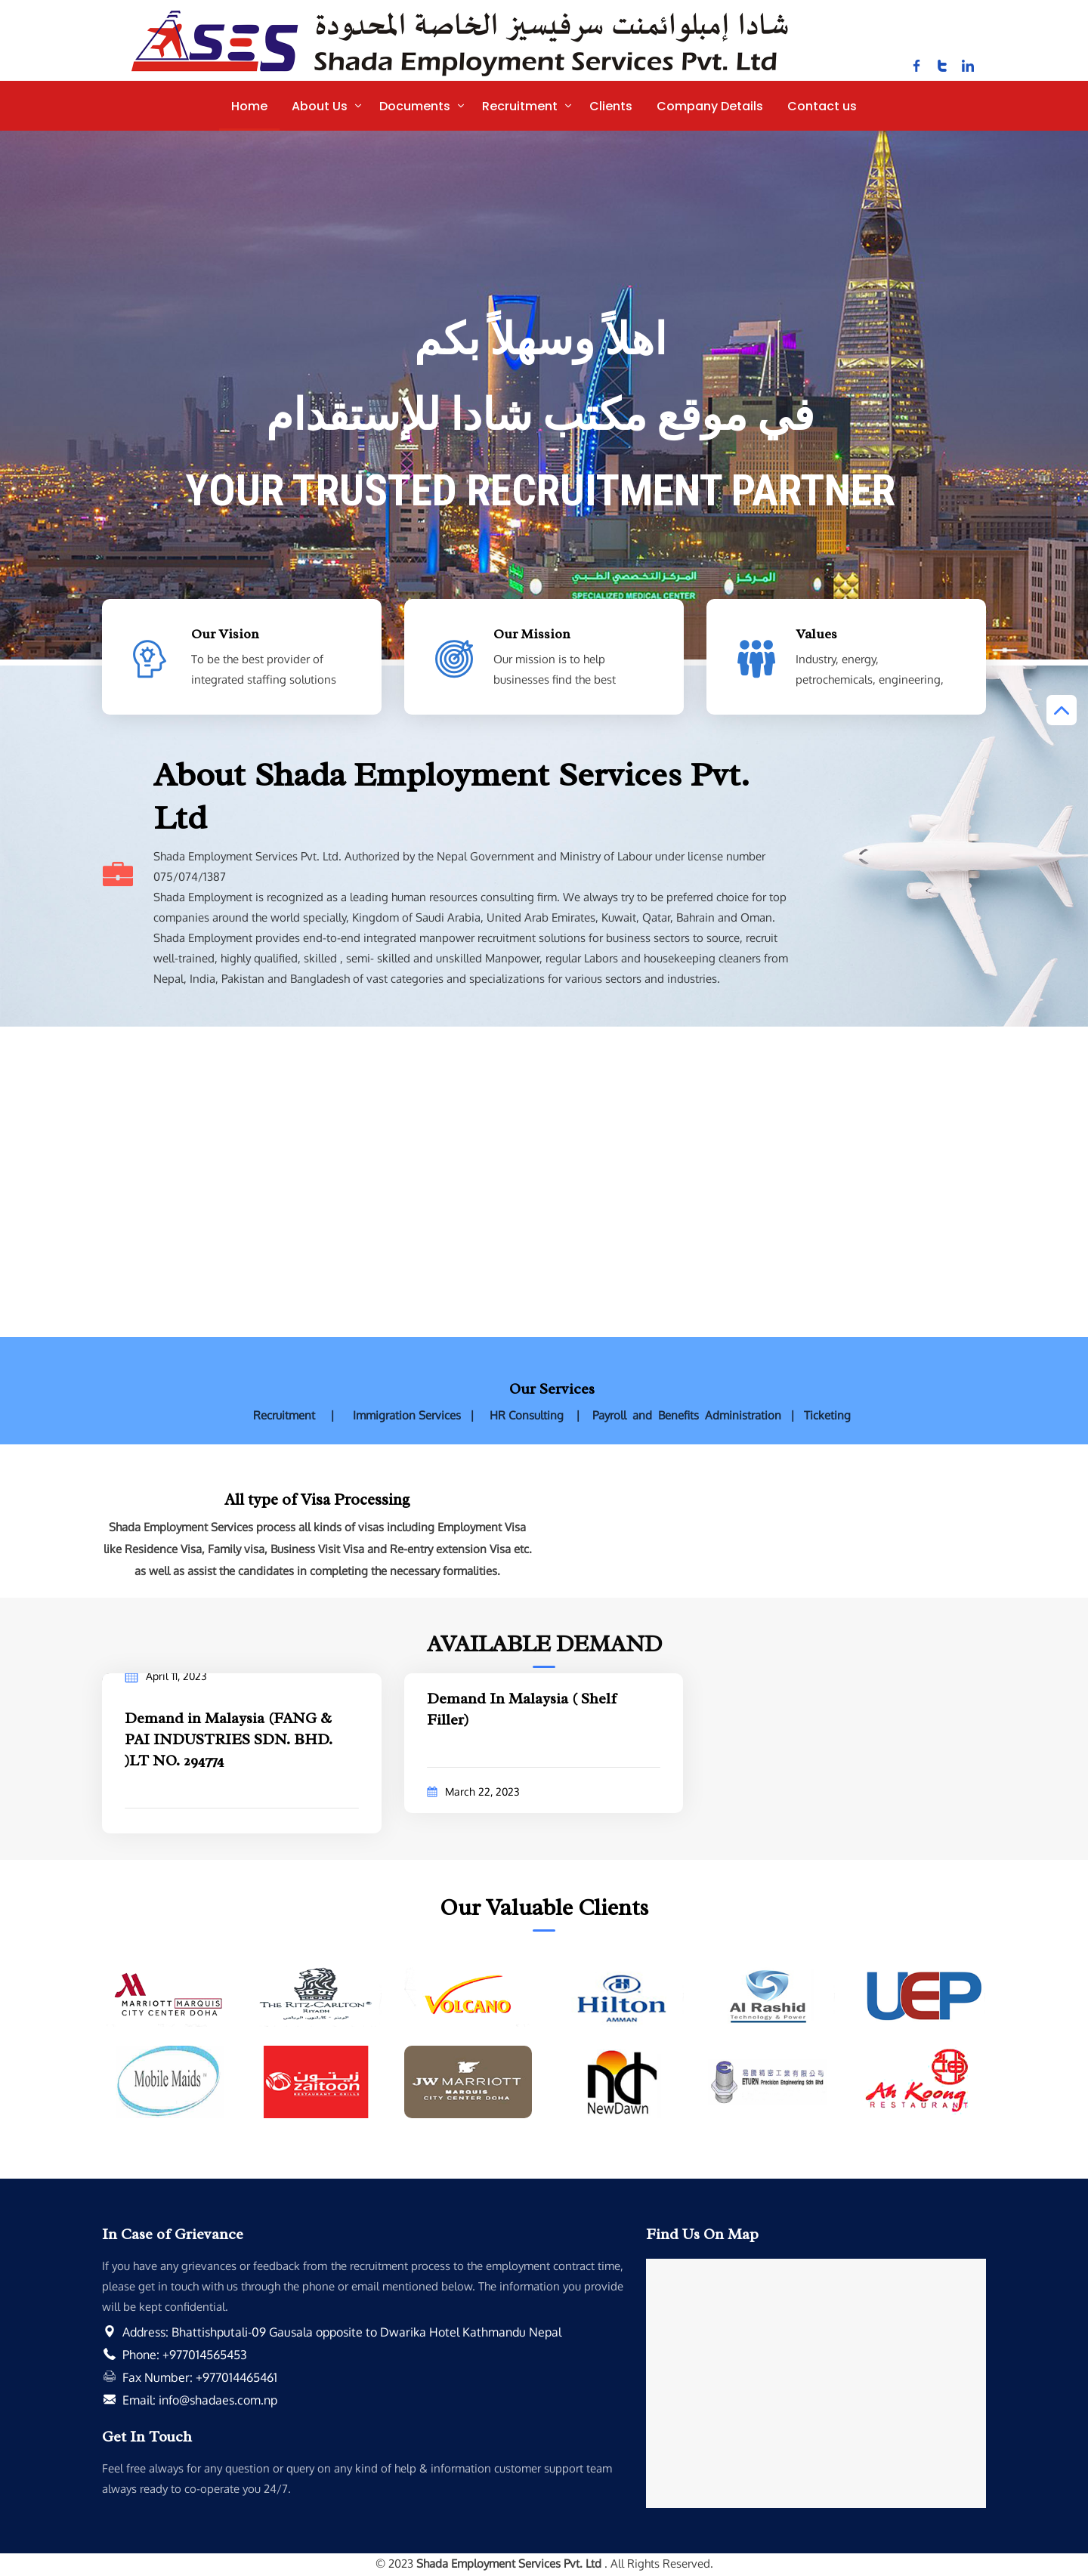 SES
شادا إمبلوائمنت سرفيسيز الخاصة المحدودة
Shada Employment Services Pvt. Ltd
Home About Us Documents Recruitment Clients Company Details Contact us
اهلاً وسهلاً بكم
في موقع مكتب شادا للإستقدام
YOUR TRUSTED RECRUITMENT PARTNER
المركز التخصصي الطبي
المركز
SPECIALIZED MEDICAL CENTER
Our Vision
To be the best provider of
integrated staffing solutions
Our Mission
Our mission is to help
businesses find the best
Values
Industry, energy,
petrochemicals, engineering,
About Shada Employment Services Pvt.
Ltd
Shada Employment Services Pvt. Ltd. Authorized by the Nepal Government and Ministry of Labour under license number
075/074/1387
Shada Employment is recognized as a leading human resources consulting firm. We always try to be preferred choice for top
companies around the world specially, Kingdom of Saudi Arabia, United Arab Emirates, Kuwait, Qatar, Bahrain and Oman.
Shada Employment provides end-to-end integrated manpower recruitment solutions for business sectors to source, recruit
well-trained, highly qualified, skilled , semi- skilled and unskilled Manpower, regular Labors and housekeeping cleaners from
Nepal, India, Pakistan and Bangladesh of vast categories and specializations for various sectors and industries.
Our Services
Recruitment | Immigration Services | HR Consulting | Payroll and Benefits Administration | Ticketing
All type of Visa Processing
Shada Employment Services process all kinds of visas including Employment Visa
like Residence Visa, Family visa, Business Visit Visa and Re-entry extension Visa etc.
as well as assist the candidates in completing the necessary formalities.
AVAILABLE DEMAND
April 11, 2023
Demand in Malaysia (FANG &
PAI INDUSTRIES SDN. BHD.
)LT NO. 294774
Demand In Malaysia ( Shelf
Filler)
March 22, 2023
Our Valuable Clients
MARRIOTT MARQUIS
CITY CENTER DOHA
THE RITZ-CARLTON®
RIYADH
VOLCANO
Hilton
AMMAN
Al Rashid
Technology & Power
UEP
Mobile Maids
زيتون
zaitoon
RESTAURANT & GRILLS
JW MARRIOTT
MARQUIS
CITY CENTER DOHA
nd
NewDawn
ETURN Precision Engineering Sdn Bhd
Ah Koong
RESTAURANT
In Case of Grievance
If you have any grievances or feedback from the recruitment process to the employment contract time,
please get in touch with us through the phone or email mentioned below. The information you provide
will be kept confidential.
Address: Bhattishputali-09 Gausala opposite to Dwarika Hotel Kathmandu Nepal
Phone: +977014565453
Fax Number: +977014465461
Email: info@shadaes.com.np
Get In Touch
Feel free always for any question or query on any kind of help & information customer support team
always ready to co-operate you 24/7.
Find Us On Map
© 2023 Shada Employment Services Pvt. Ltd . All Rights Reserved.